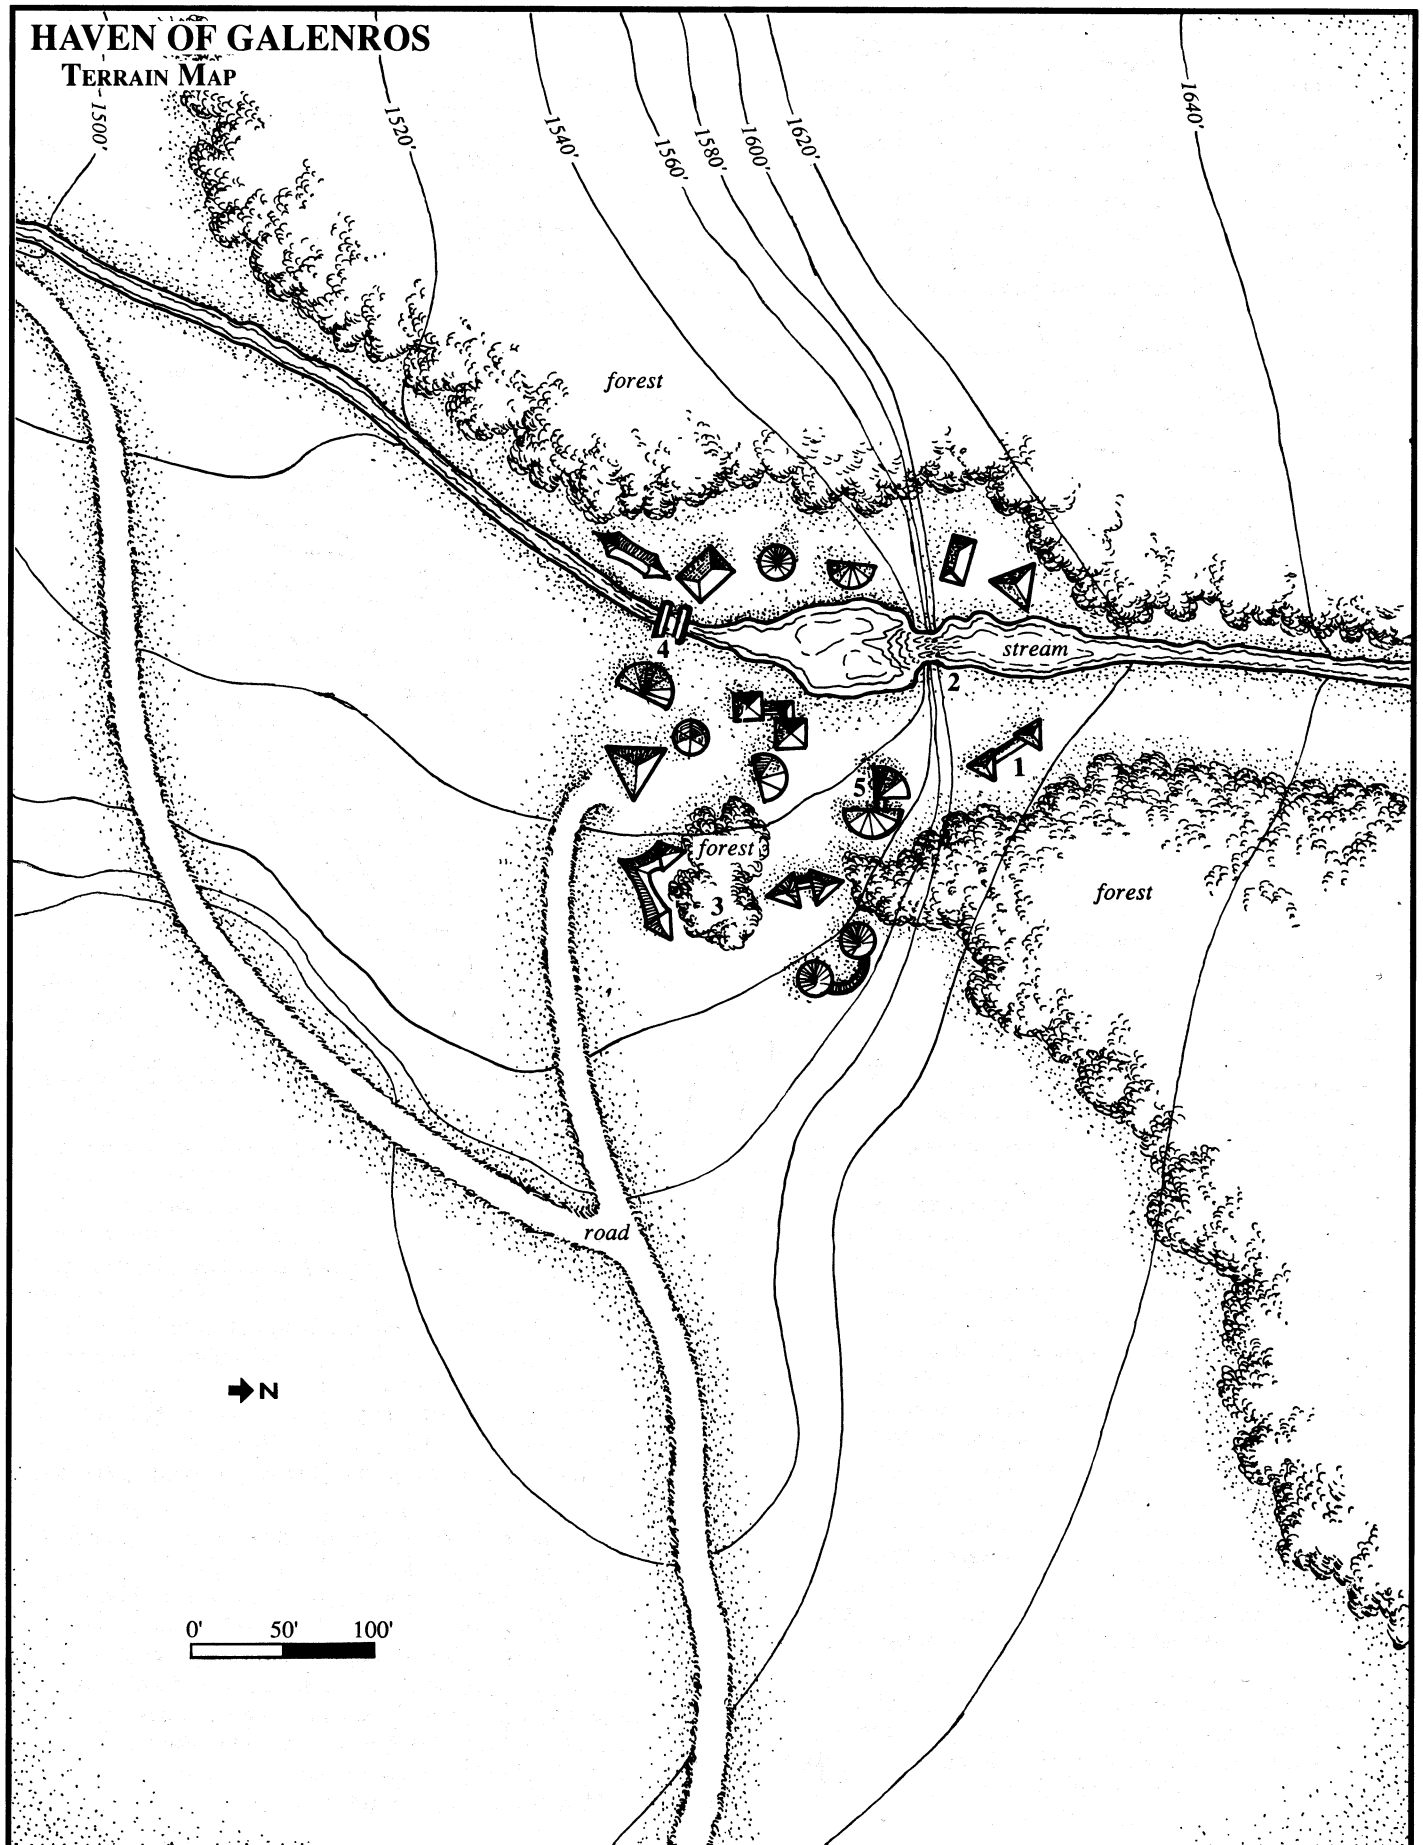 HAVEN OF GALENROS
TERRAIN MAP
1500'
1520'
1540'
1560'
1580'
1600'
1620'
1640'
forest
4
stream
2
1
5
forest
3
forest
road
N
0' 50' 100'